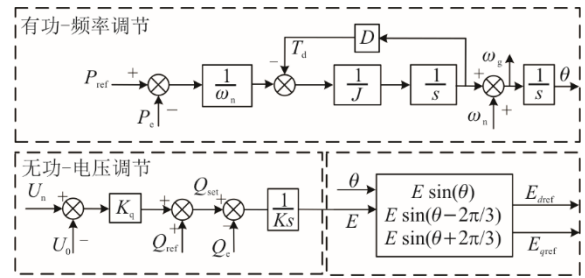 有功-频率调节
D
T_d
ω_g
P_ref
+
−
P_e
1/ω_n
−
1/J
1/s
+
+
ω_n
1/s
θ
无功-电压调节
U_n
+
−
U_0
K_q
+
+
Q_ref
Q_set
+
−
Q_e
1/Ks
θ
E
E sin(θ)
E sin(θ−2π/3)
E sin(θ+2π/3)
E_dref
E_qref